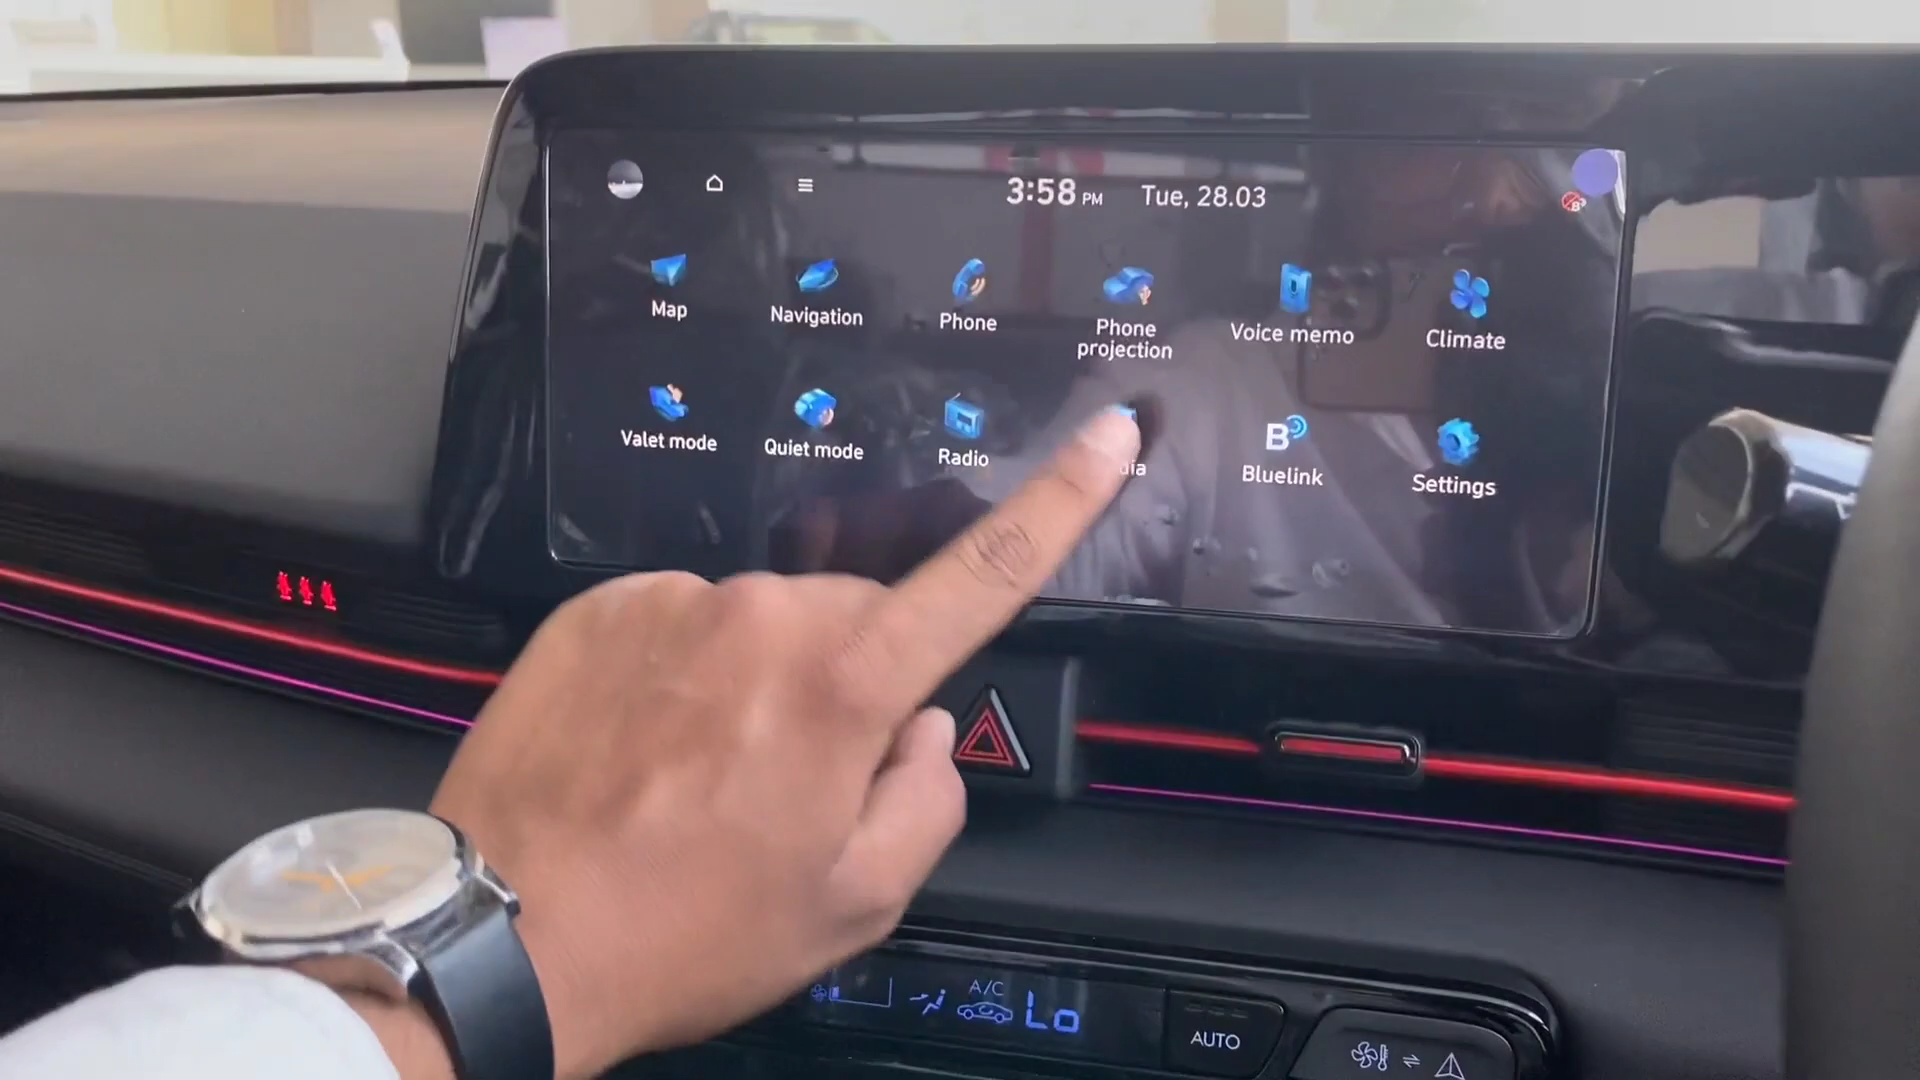 3:58 PM Tue, 28.03
Map
Navigation
Phone
Phone
projection
Voice memo
Climate
Valet mode
Quiet mode
Radio
dia
Bluelink
Settings
A/C
Lo
AUTO